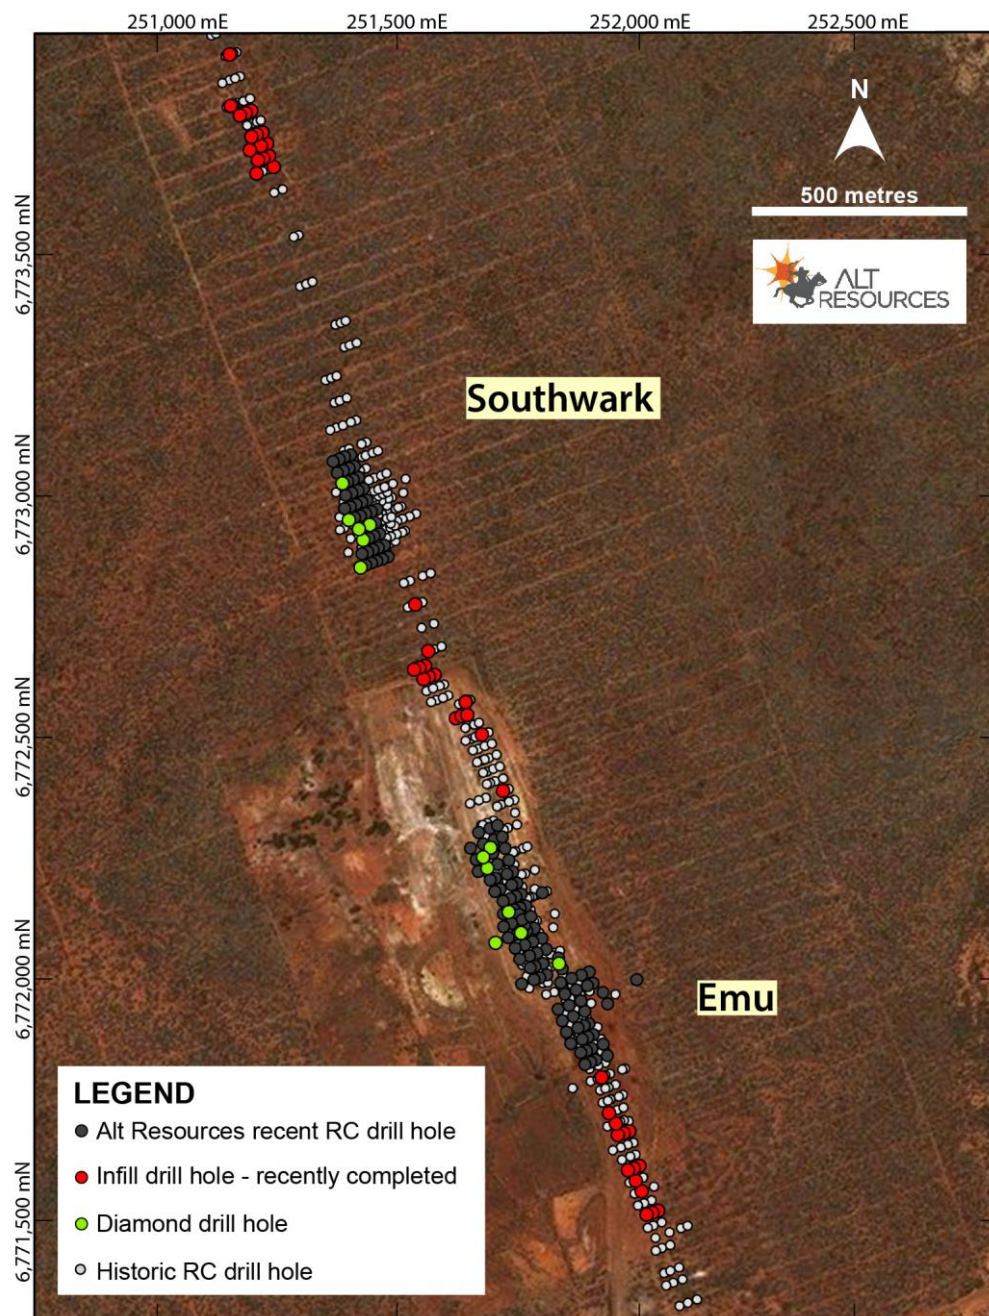 251,000 mE
251,500 mE
252,000 mE
252,500 mE
N
500 metres
ALT
RESOURCES
6,773,500 mN
Southwark
6,773,000 mN
6,772,500 mN
6,772,000 mN
Emu
6,771,500 mN
LEGEND
Alt Resources recent RC drill hole
Infill drill hole - recently completed
Diamond drill hole
Historic RC drill hole